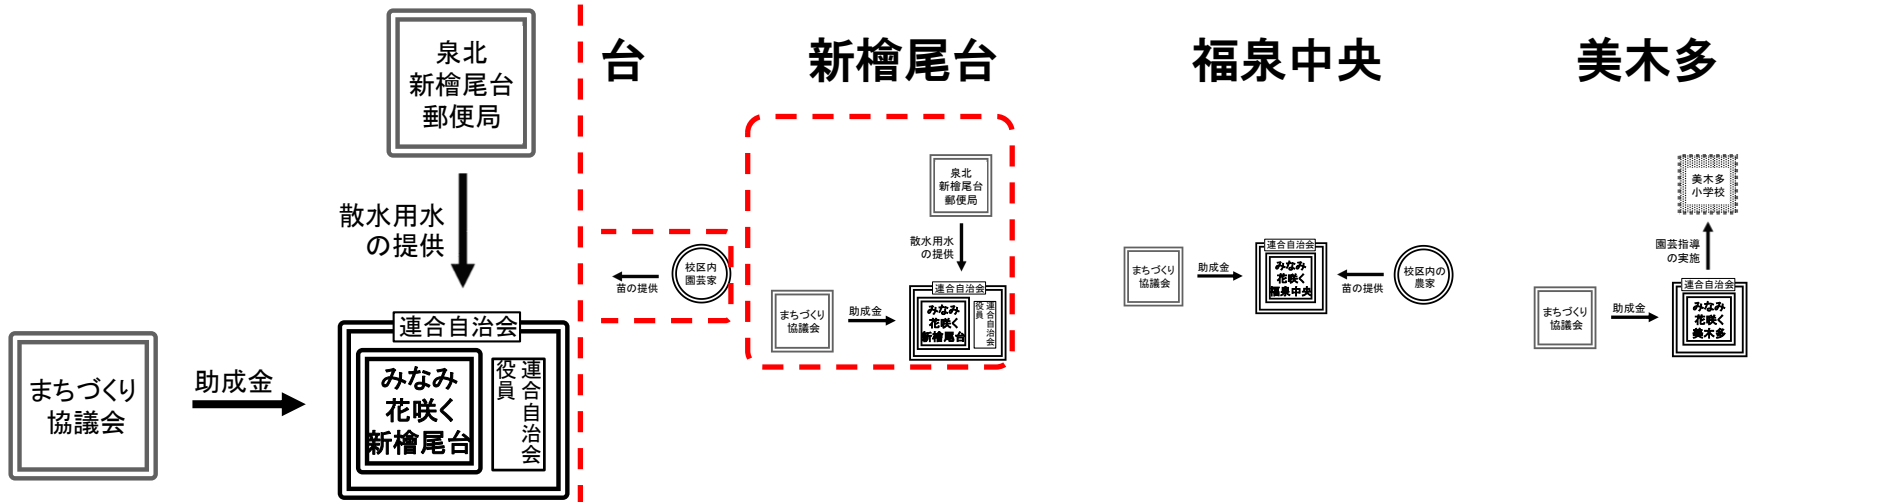 泉北
新檜尾台
郵便局
散水用水
の提供
まちづくり
協議会
助成金
連合自治会
みなみ
花咲く
新檜尾台
連合自治会
役員
台
苗の提供
校区内
園芸家
新檜尾台
泉北
新檜尾台
郵便局
散水用水
の提供
まちづくり
協議会
助成金
連合自治会
みなみ
花咲く
新檜尾台
連合自治会
役員
福泉中央
まちづくり
協議会
助成金
連合自治会
みなみ
花咲く
福泉中央
苗の提供
校区内の
農家
美木多
美木多
小学校
園芸指導
の実施
まちづくり
協議会
助成金
連合自治会
みなみ
花咲く
美木多